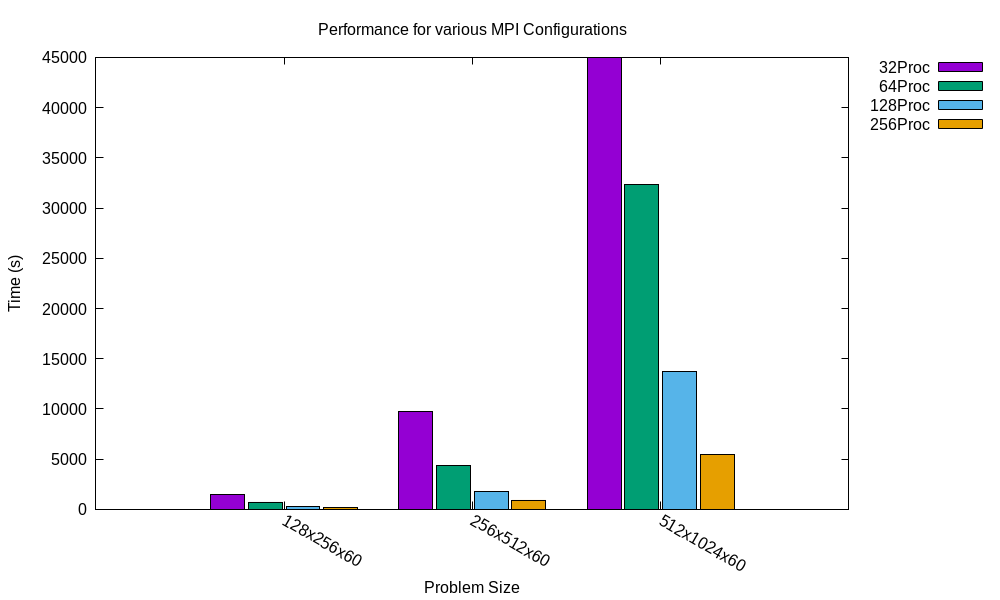 Performance for various MPI Configurations
45000
40000
35000
30000
25000
20000
15000
10000
5000
0
Time (s)
128x256x60
256x512x60
512x1024x60
Problem Size
32Proc
64Proc
128Proc
256Proc